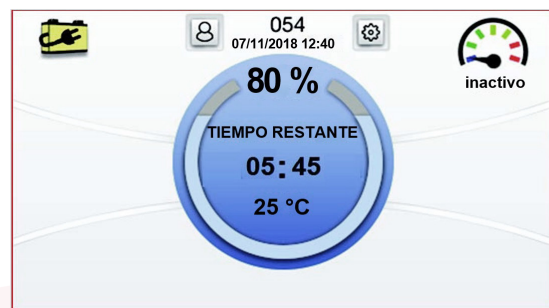 054
07/11/2018 12:40
inactivo
80 %
TIEMPO RESTANTE
05:45
25 °C